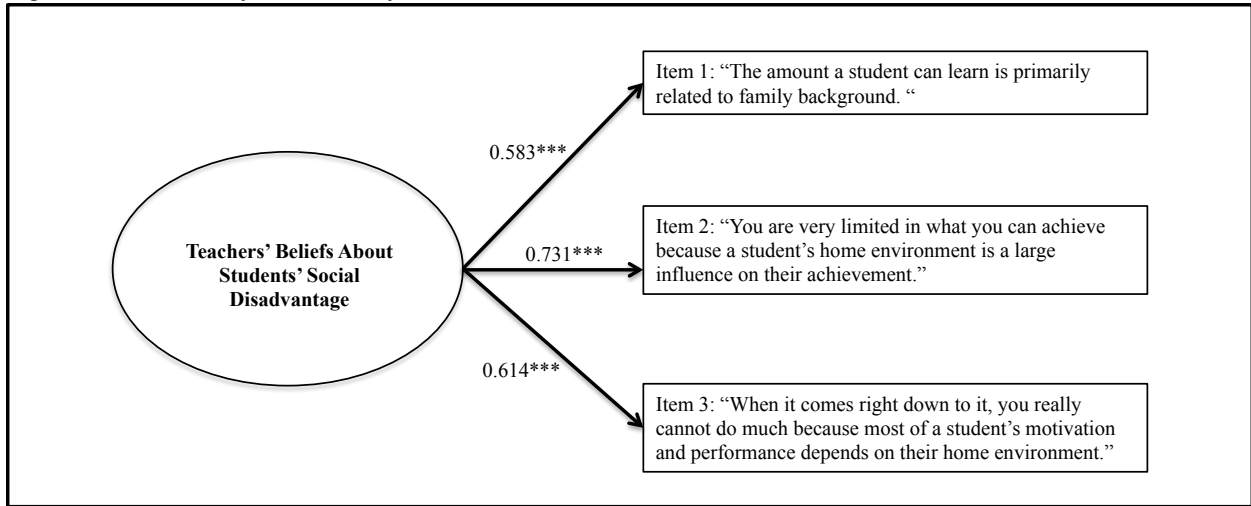 Item 1: “The amount a student can learn is primarily
related to family background. “
0.583***
Teachers’ Beliefs About
Students’ Social
Disadvantage
0.731***
Item 2: “You are very limited in what you can achieve
because a student’s home environment is a large
influence on their achievement.”
0.614***
Item 3: “When it comes right down to it, you really
cannot do much because most of a student’s motivation
and performance depends on their home environment.”